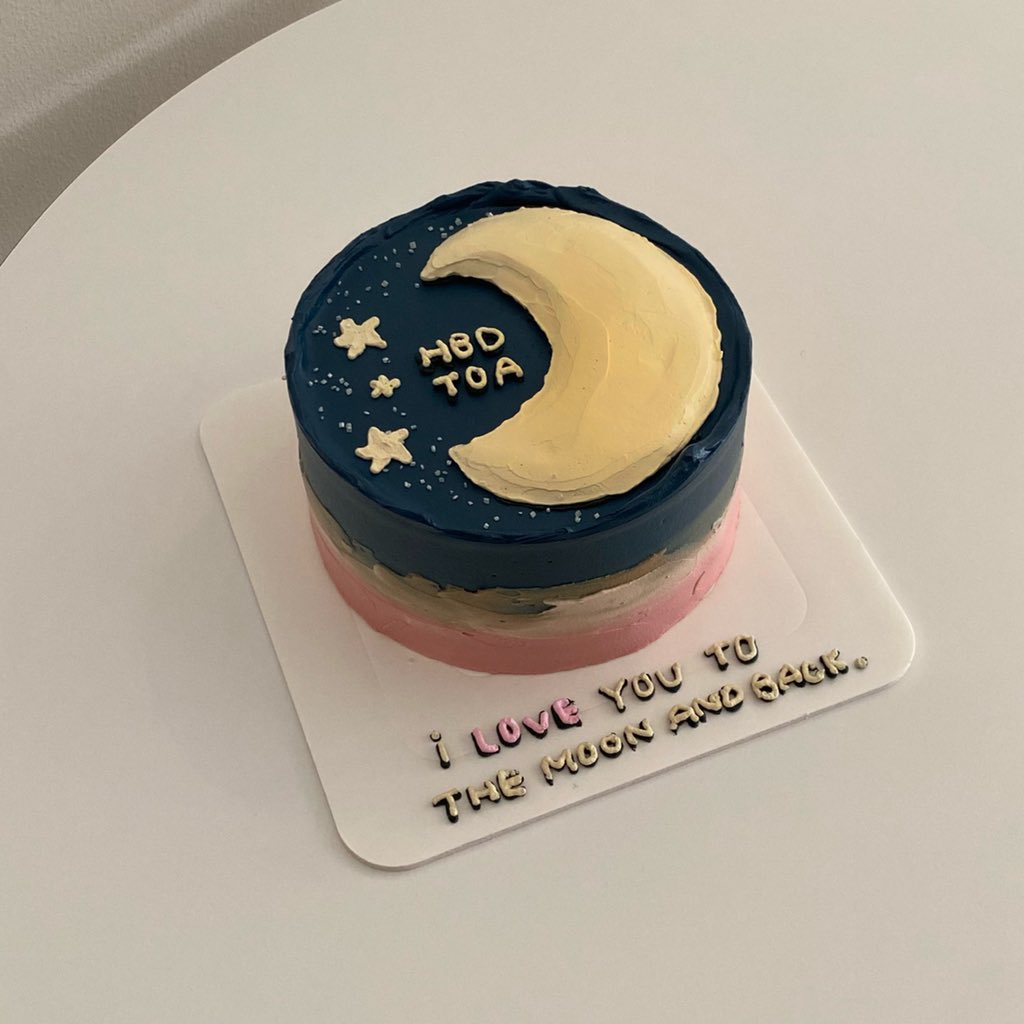 HBD
TOA
i LOVE YOU TO
THE MOON AND BACK.